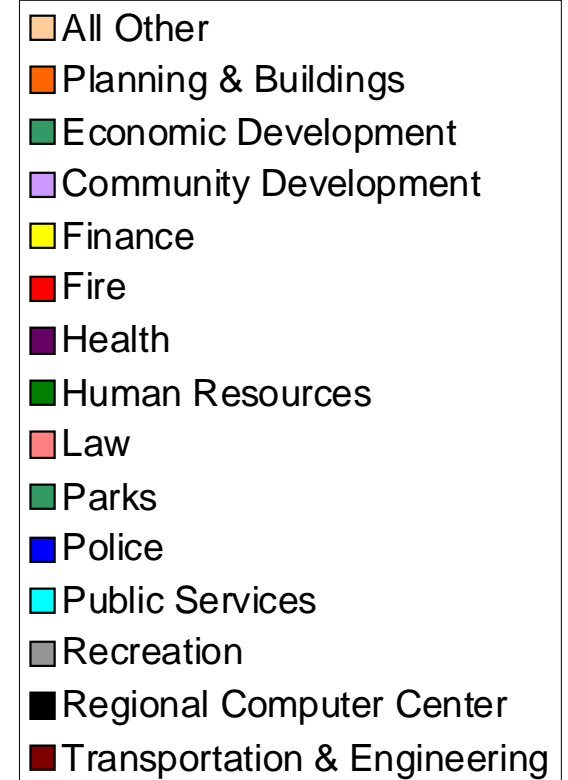 All Other
Planning & Buildings
Economic Development
Community Development
Finance
Fire
Health
Human Resources
Law
Parks
Police
Public Services
Recreation
Regional Computer Center
Transportation & Engineering